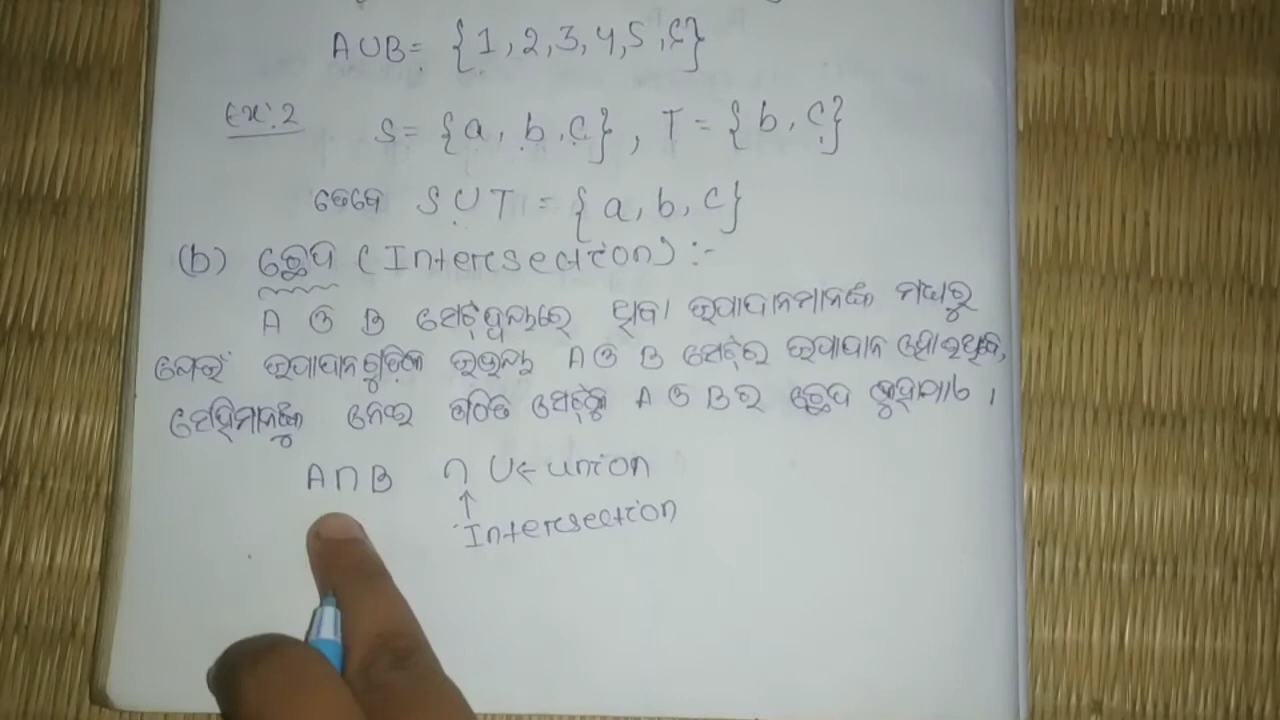 A∪B= {1,2,3,4,5,6}
Ex:2 S= {a, b, c}, T= {b, c}
ତେବେ S∪T = {a, b, c}
(b) ଛେଦ (Intersection) :-
A ଓ B ସେଟ୍‌ଦ୍ୱୟରେ ଥିବା ଉପାଦାନମାନଙ୍କ ମଧ୍ୟରୁ
ଯେଉଁ ଉପାଦାନଗୁଡ଼ିକ ଉଭୟ A ଓ B ସେଟ୍‌ର ଉପାଦାନ ହୋଇଥିବେ,
ସେହିମାନଙ୍କୁ ନେଇ ଗଠିତ ସେଟ୍‌କୁ A ଓ Bର ଛେଦ କୁହାଯାଏ ।
A∩B ∩ ∪← union
↑
Intersection